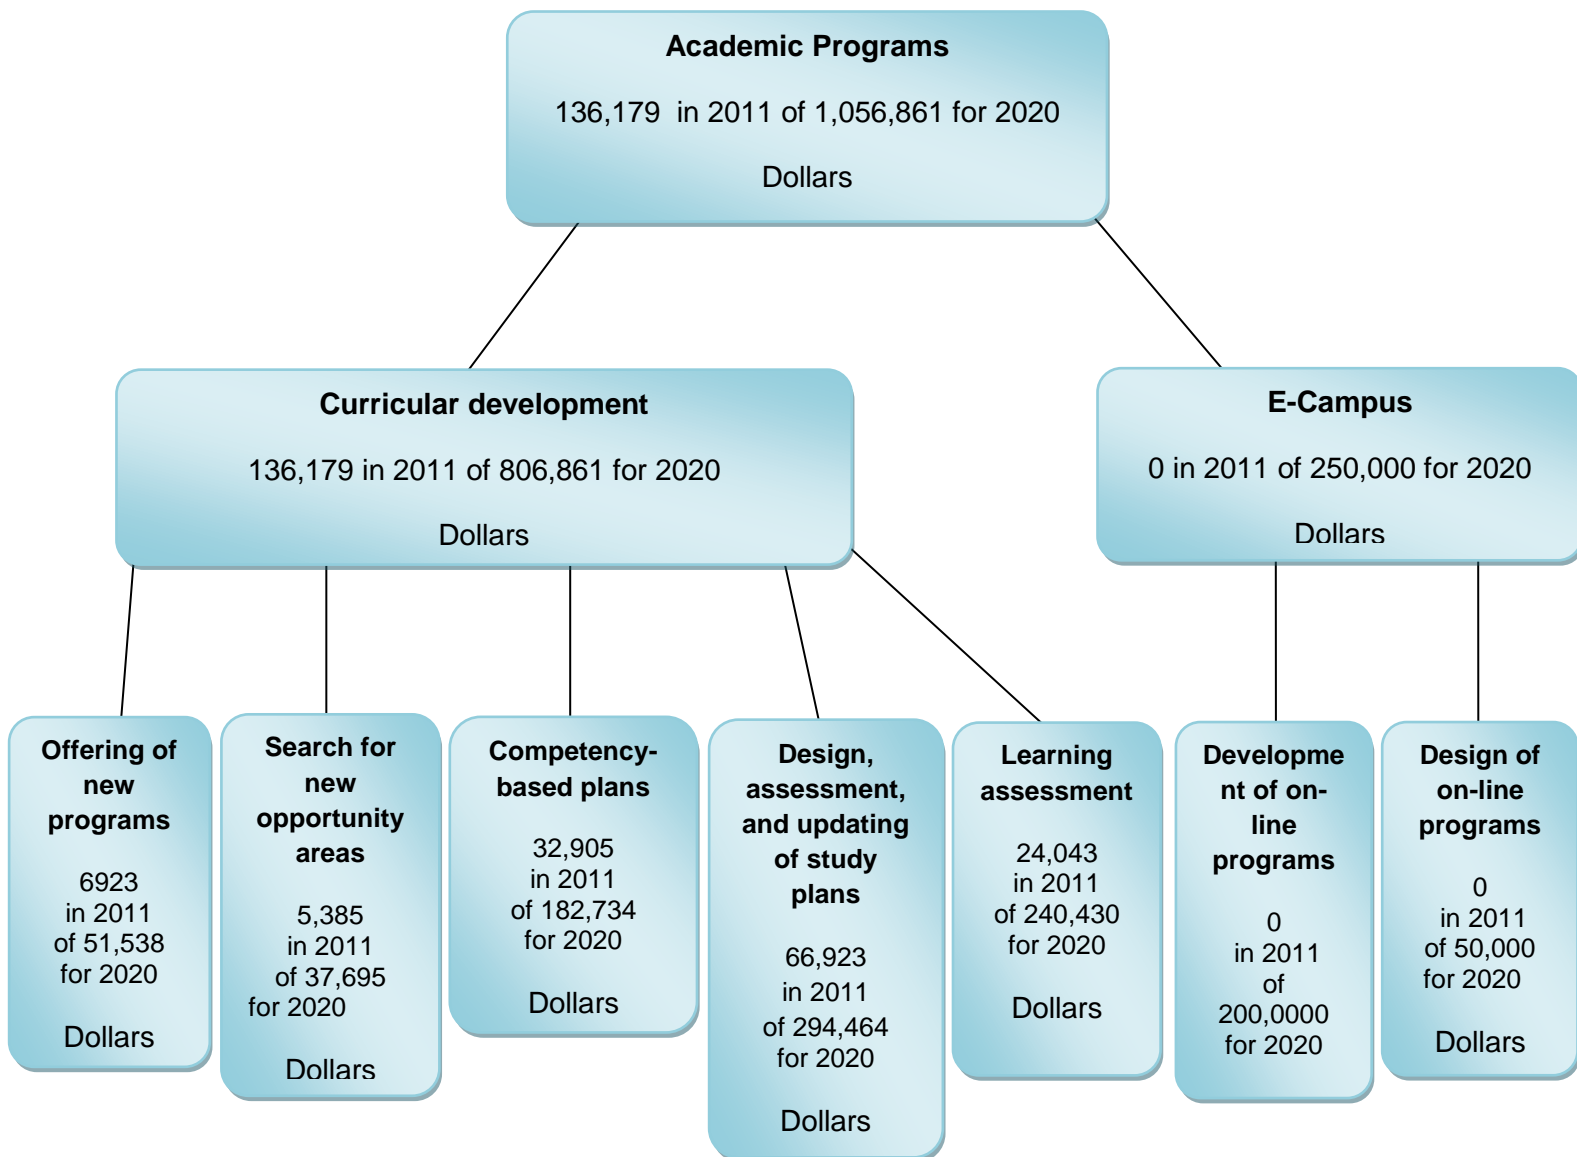 Academic Programs
136,179 in 2011 of 1,056,861 for 2020
Dollars
Curricular development
136,179 in 2011 of 806,861 for 2020
Dollars
E-Campus
0 in 2011 of 250,000 for 2020
Dollars
Offering of
new
programs
6923
in 2011
of 51,538
for 2020
Dollars
Search for
new
opportunity
areas
5,385
in 2011
of 37,695
for 2020
Dollars
Competency-
based plans
32,905
in 2011
of 182,734
for 2020
Dollars
Design,
assessment,
and updating
of study
plans
66,923
in 2011
of 294,464
for 2020
Dollars
Learning
assessment
24,043
in 2011
of 240,430
for 2020
Dollars
Developme
nt of on-
line
programs
0
in 2011
of
200,0000
for 2020
Design of
on-line
programs
0
in 2011
of 50,000
for 2020
Dollars